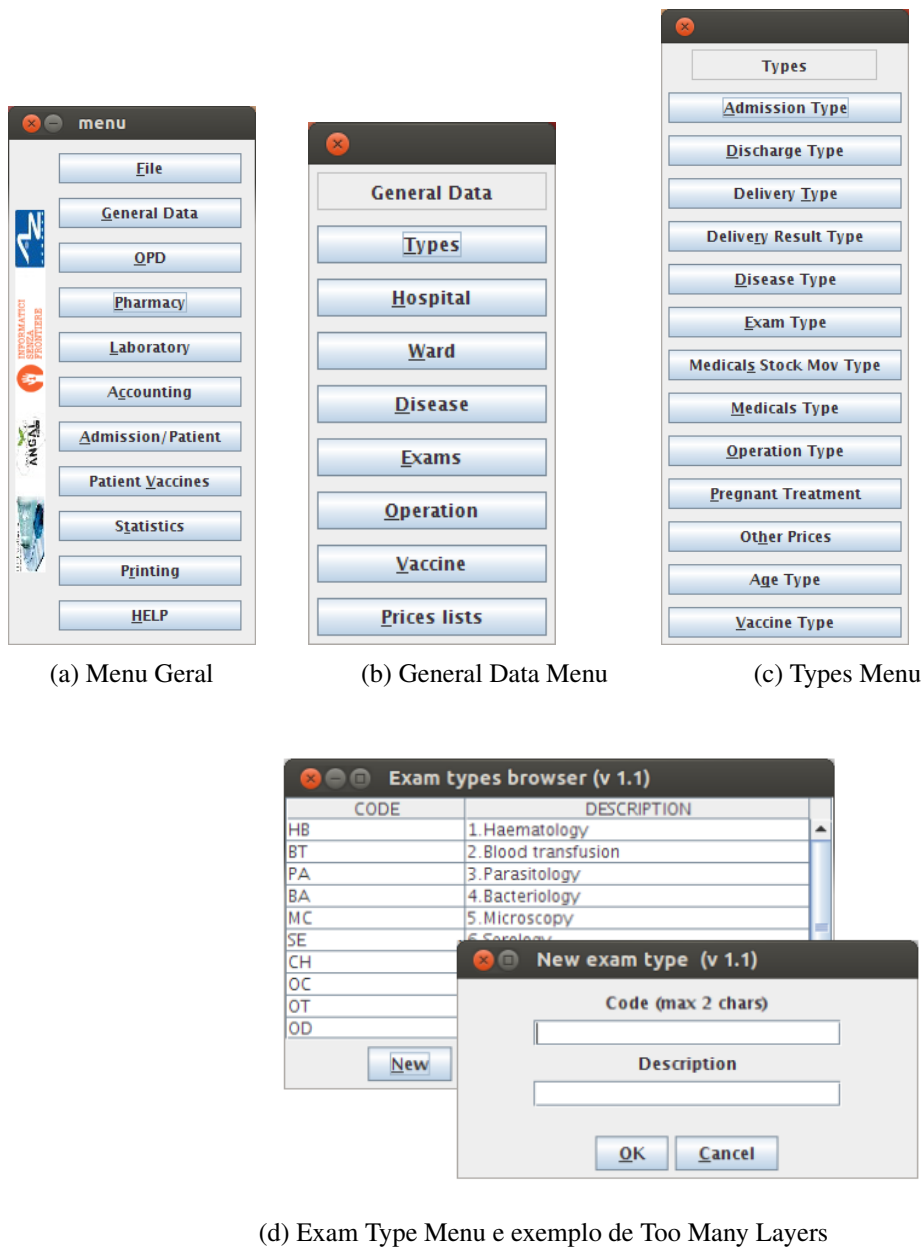 menu
File
General Data
OPD
Pharmacy
Laboratory
Accounting
Admission/Patient
Patient Vaccines
Statistics
Printing
HELP
INFORMATICI
SENZA
FRONTIERE
(a) Menu Geral
General Data
Types
Hospital
Ward
Disease
Exams
Operation
Vaccine
Prices lists
(b) General Data Menu
Types
Admission Type
Discharge Type
Delivery Type
Delivery Result Type
Disease Type
Exam Type
Medicals Stock Mov Type
Medicals Type
Operation Type
Pregnant Treatment
Other Prices
Age Type
Vaccine Type
(c) Types Menu
Exam types browser (v 1.1)
CODE DESCRIPTION
HB 1.Haematology
BT 2.Blood transfusion
PA 3.Parasitology
BA 4.Bacteriology
MC 5.Microscopy
SE 6.Serology
CH
OC
OT
OD
New
New exam type (v 1.1)
Code (max 2 chars)
Description
OK Cancel
(d) Exam Type Menu e exemplo de Too Many Layers